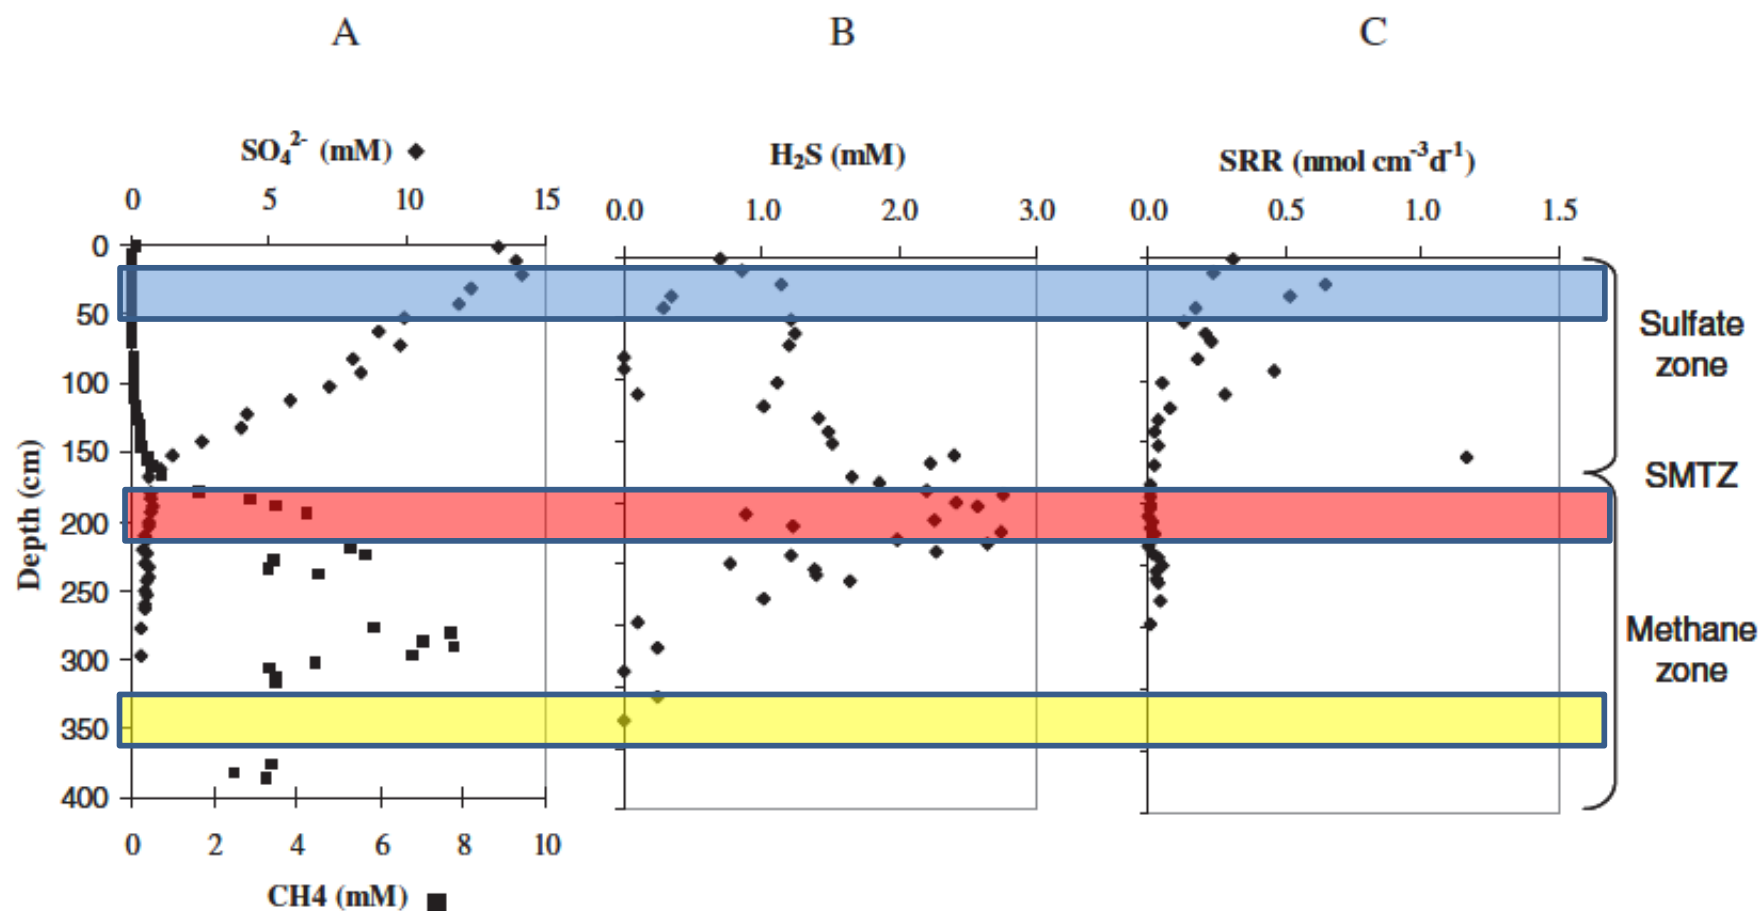 A B C
SO₄²⁻ (mM) ◆ H₂S (mM) SRR (nmol cm⁻³d⁻¹)
0 5 10 15 0.0 1.0 2.0 3.0 0.0 0.5 1.0 1.5
0
50
100
150
200
250
300
350
400
Depth (cm)
0 2 4 6 8 10
CH4 (mM) ■
Sulfate
zone
SMTZ
Methane
zone